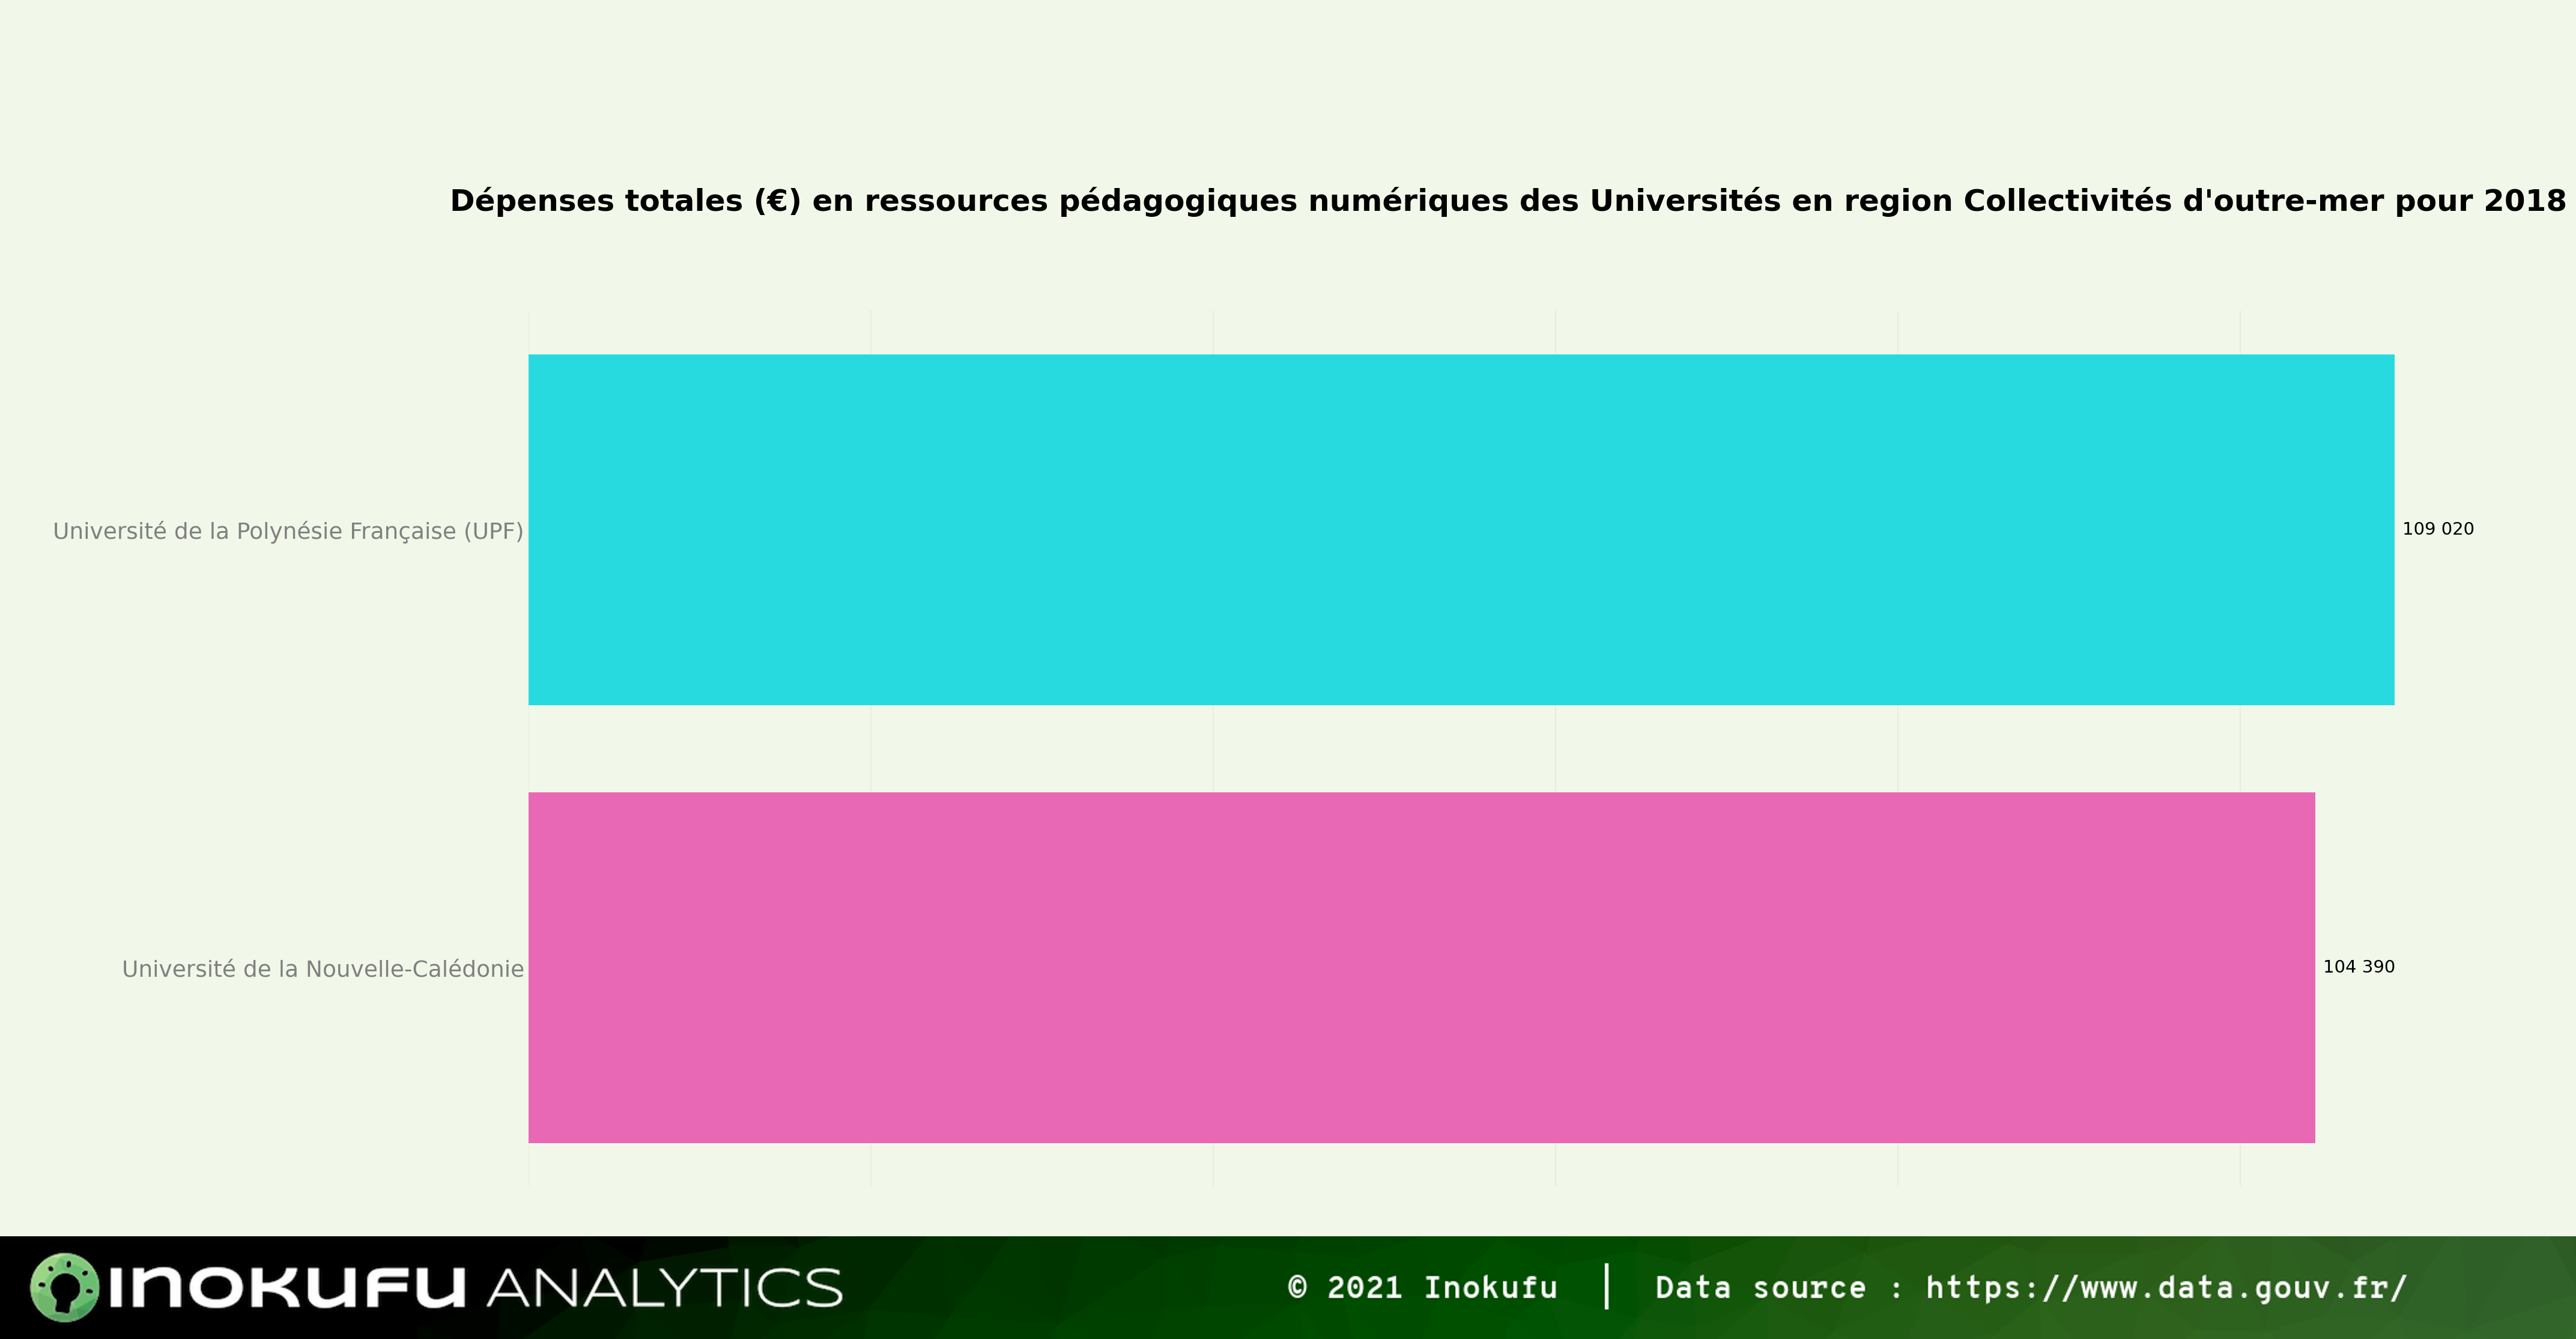 Dépenses totales (€) en ressources pédagogiques numériques des Universités en region Collectivités d'outre-mer pour 2018
Université de la Polynésie Française (UPF)
109 020
Université de la Nouvelle-Calédonie
104 390
INOKUFU ANALYTICS
© 2021 Inokufu | Data source : https://www.data.gouv.fr/